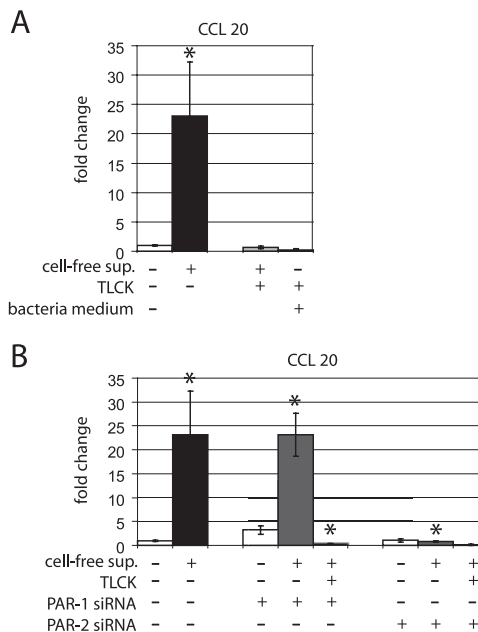 A
CCL 20
*
fold change
35
30
25
20
15
10
5
0
cell-free sup. - + + -
TLCK - - + +
bacteria medium - +
B
CCL 20
* * * *
fold change
35
30
25
20
15
10
5
0
cell-free sup. - + - + + - + +
TLCK - - - - + - - +
PAR-1 siRNA - - + + + - - -
PAR-2 siRNA - - - - - + + +